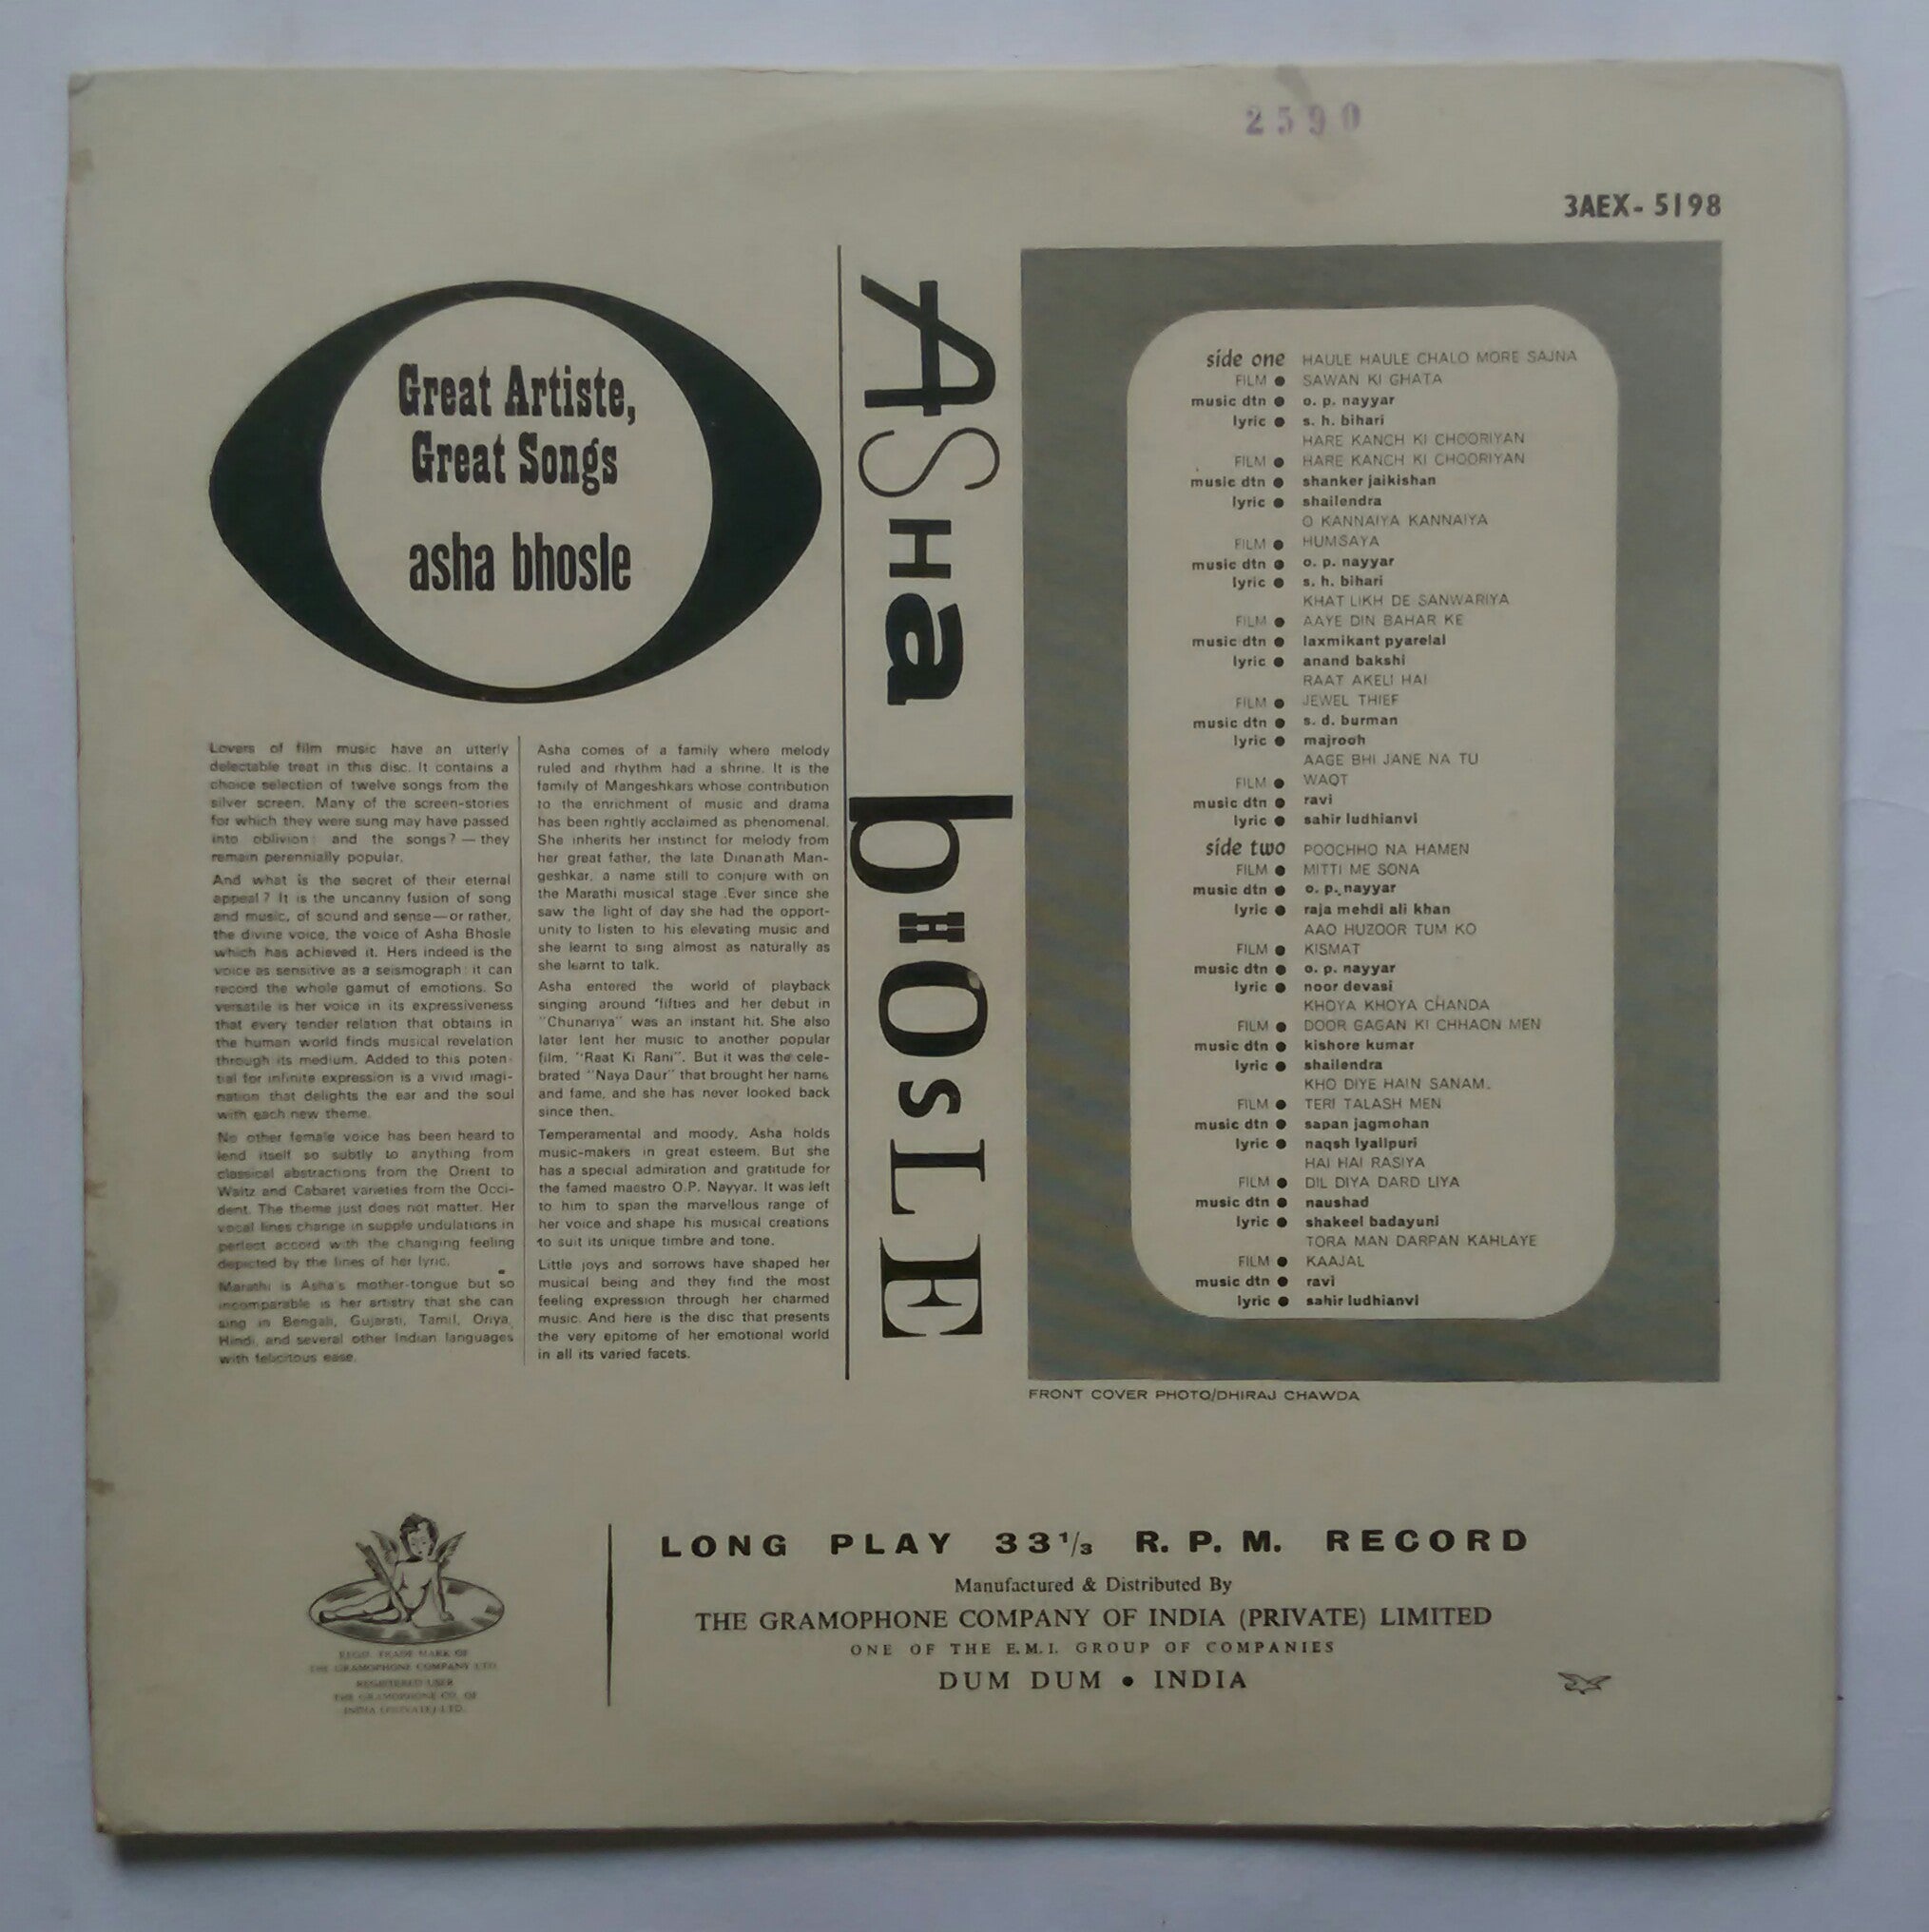 2590
3AEX- 5198
Great Artiste,
Great Songs
asha bhosle
Lovers of film music have an utterly
delectable treat in this disc. It contains a
choice selection of twelve songs from the
silver screen. Many of the screen-stories
for which they were sung may have passed
into oblivion: and the songs? — they
remain perennially popular.
And what is the secret of their eternal
appeal? It is the uncanny fusion of song
and music, of sound and sense—or rather,
the divine voice, the voice of Asha Bhosle
which has achieved it. Hers indeed is the
voice as sensitive as a seismograph: it can
record the whole gamut of emotions. So
versatile is her voice in its expressiveness
that every tender relation that obtains in
the human world finds musical revelation
through its medium. Added to this poten-
tial for infinite expression is a vivid imagi-
nation that delights the ear and the soul
with each new theme.
No other female voice has been heard to
lend itself so subtly to anything from
classical abstractions from the Orient to
Waltz and Cabaret varieties from the Occi-
dent. The theme just does not matter. Her
vocal lines change in supple undulations in
perfect accord with the changing feeling
depicted by the lines of her lyric.
Marathi is Asha's mother-tongue but so
incomparable is her artistry that she can
sing in Bengali, Gujarati, Tamil, Oriya,
Hindi, and several other Indian languages
with felicitous ease.
Asha comes of a family where melody
ruled and rhythm had a shrine. It is the
family of Mangeshkars whose contribution
to the enrichment of music and drama
has been rightly acclaimed as phenomenal.
She inherits her instinct for melody from
her great father, the late Dinanath Man-
geshkar, a name still to conjure with on
the Marathi musical stage .Ever since she
saw the light of day she had the opport-
unity to listen to his elevating music and
she learnt to sing almost as naturally as
she learnt to talk.
Asha entered the world of playback
singing around 'fifties and her debut in
"Chunariya" was an instant hit. She also
later lent her music to another popular
film, "Raat Ki Rani". But it was the cele-
brated "Naya Daur" that brought her name
and fame, and she has never looked back
since then.
Temperamental and moody, Asha holds
music-makers in great esteem. But she
has a special admiration and gratitude for
the famed maestro O.P. Nayyar. It was left
to him to span the marvellous range of
her voice and shape his musical creations
to suit its unique timbre and tone.
Little joys and sorrows have shaped her
musical being and they find the most
feeling expression through her charmed
music. And here is the disc that presents
the very epitome of her emotional world
in all its varied facets.
ASHa bHOsLE
side one HAULE HAULE CHALO MORE SAJNA
FILM ● SAWAN KI GHATA
music dtn ● o. p. nayyar
lyric ● s. h. bihari
HARE KANCH KI CHOORIYAN
FILM ● HARE KANCH KI CHOORIYAN
music dtn ● shanker jaikishan
lyric ● shailendra
O KANNAIYA KANNAIYA
FILM ● HUMSAYA
music dtn ● o. p. nayyar
lyric ● s. h. bihari
KHAT LIKH DE SANWARIYA
FILM ● AAYE DIN BAHAR KE
music dtn ● laxmikant pyarelal
lyric ● anand bakshi
RAAT AKELI HAI
FILM ● JEWEL THIEF
music dtn ● s. d. burman
lyric ● majrooh
AAGE BHI JANE NA TU
FILM ● WAQT
music dtn ● ravi
lyric ● sahir ludhianvi
side two POOCHHO NA HAMEN
FILM ● MITTI ME SONA
music dtn ● o. p. nayyar
lyric ● raja mehdi ali khan
AAO HUZOOR TUM KO
FILM ● KISMAT
music dtn ● o. p. nayyar
lyric ● noor devasi
KHOYA KHOYA CHANDA
FILM ● DOOR GAGAN KI CHHAON MEN
music dtn ● kishore kumar
lyric ● shailendra
KHO DIYE HAIN SANAM.
FILM ● TERI TALASH MEN
music dtn ● sapan jagmohan
lyric ● naqsh lyallpuri
HAI HAI RASIYA
FILM ● DIL DIYA DARD LIYA
music dtn ● naushad
lyric ● shakeel badayuni
TORA MAN DARPAN KAHLAYE
FILM ● KAAJAL
music dtn ● ravi
lyric ● sahir ludhianvi
FRONT COVER PHOTO/DHIRAJ CHAWDA
REGD. TRADE MARK OF
THE GRAMOPHONE COMPANY LTD.
REGISTERED USER
THE GRAMOPHONE CO. OF
INDIA (PRIVATE) LTD.
LONG PLAY 33 1/3 R. P. M. RECORD
Manufactured & Distributed By
THE GRAMOPHONE COMPANY OF INDIA (PRIVATE) LIMITED
ONE OF THE E.M.I. GROUP OF COMPANIES
DUM DUM • INDIA